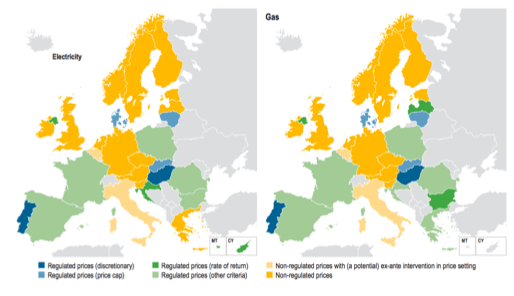 Electricity
Gas
MT
CY
MT
CY
Regulated prices (discretionary)
Regulated prices (price cap)
Regulated prices (rate of return)
Regulated prices (other criteria)
Non-regulated prices with (a potential) ex-ante intervention in price setting
Non-regulated prices